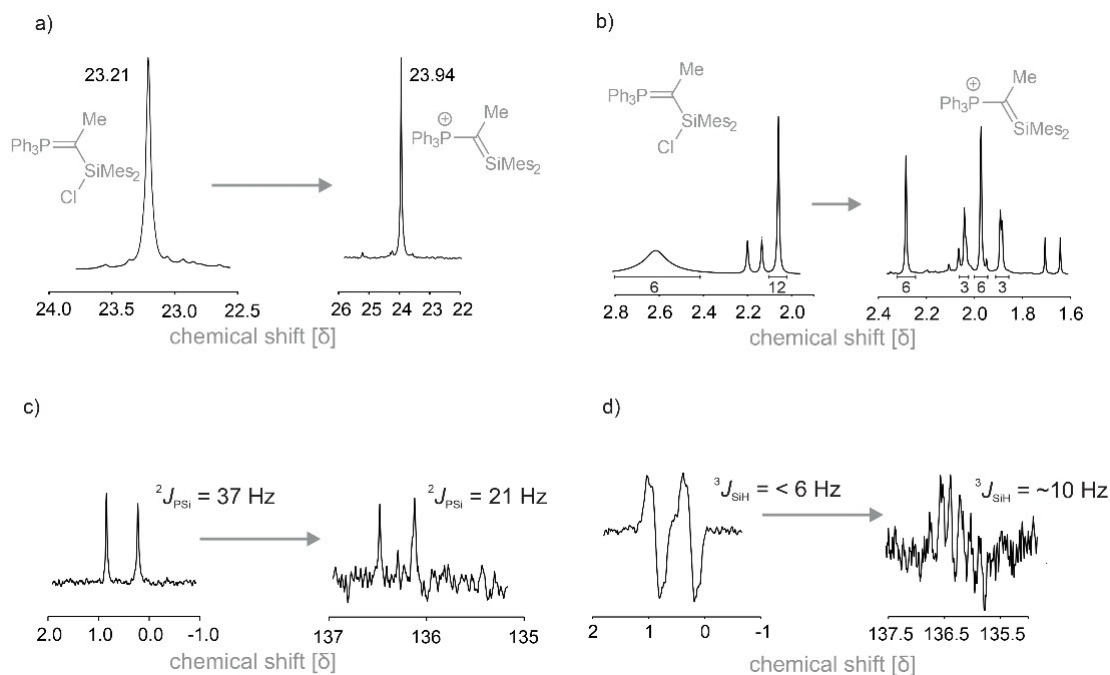 a)
23.21
23.94
Me
Ph₃P
SiMes₂
Cl
Me
⊕
Ph₃P
SiMes₂
24.0 23.5 23.0 22.5
26 25 24 23 22
chemical shift [δ]
b)
Me
Ph₃P
SiMes₂
Cl
Me
⊕
Ph₃P
SiMes₂
6 12
6 3 6 3
2.8 2.6 2.4 2.2 2.0
2.4 2.0 1.8 1.6
chemical shift [δ]
c)
²JPSi = 37 Hz
²JPSi = 21 Hz
2.0 1.0 0.0 -1.0
137 136 135
chemical shift [δ]
d)
³JSiH = < 6 Hz
³JSiH = ~10 Hz
2 1 0 -1
137.5 136.5 135.5
chemical shift [δ]